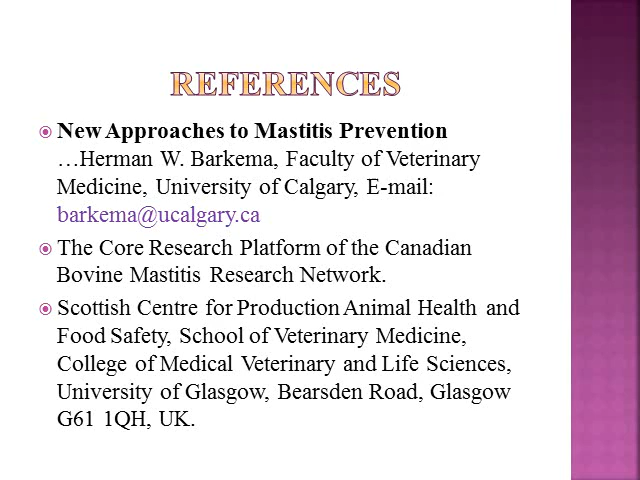 REFERENCES
New Approaches to Mastitis Prevention
…Herman W. Barkema, Faculty of Veterinary
Medicine, University of Calgary, E-mail:
barkema@ucalgary.ca
The Core Research Platform of the Canadian
Bovine Mastitis Research Network.
Scottish Centre for Production Animal Health and
Food Safety, School of Veterinary Medicine,
College of Medical Veterinary and Life Sciences,
University of Glasgow, Bearsden Road, Glasgow
G61 1QH, UK.